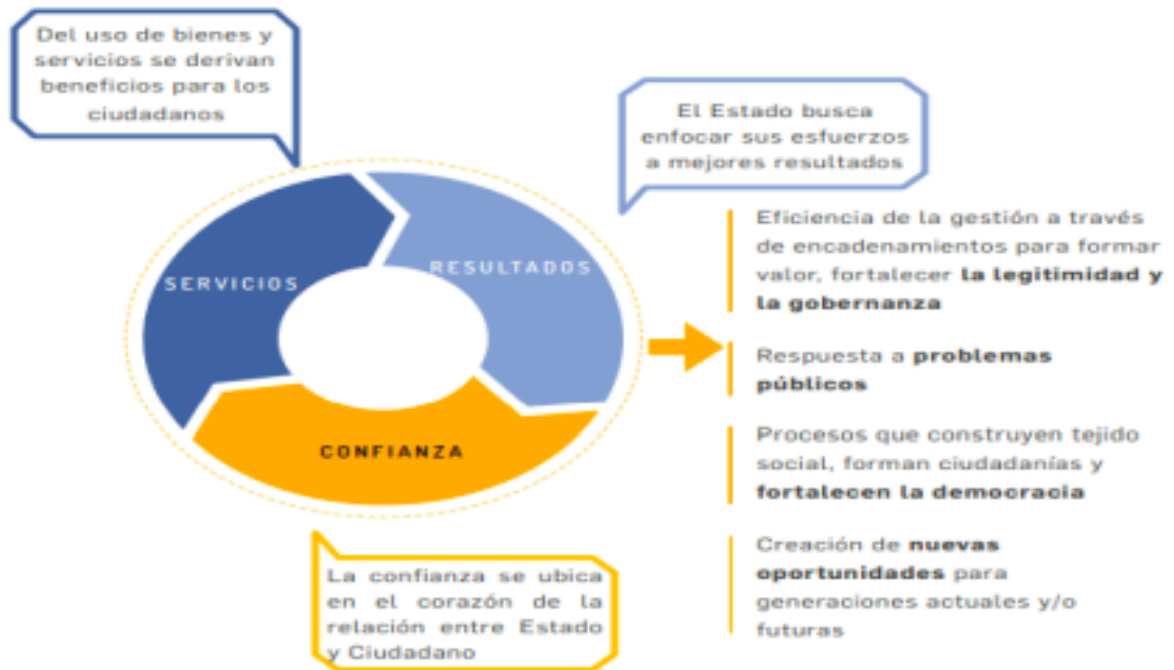 Del uso de bienes y
servicios se derivan
beneficios para los
ciudadanos
El Estado busca
enfocar sus esfuerzos
a mejores resultados
SERVICIOS
RESULTADOS
CONFIANZA
Eficiencia de la gestión a través
de encadenamientos para formar
valor, fortalecer la legitimidad y
la gobernanza
Respuesta a problemas
públicos
Procesos que construyen tejido
social, forman ciudadanías y
fortalecen la democracia
Creación de nuevas
oportunidades para
generaciones actuales y/o
futuras
La confianza se ubica
en el corazón de la
relación entre Estado
y Ciudadano